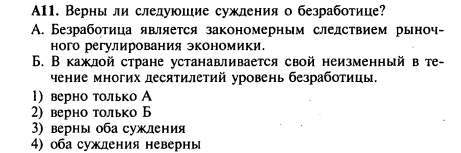 А11. Верны ли следующие суждения о безработице?
А. Безработица является закономерным следствием рыноч-
ного регулирования экономики.
Б. В каждой стране устанавливается свой неизменный в те-
чение многих десятилетий уровень безработицы.
1) верно только А
2) верно только Б
3) верны оба суждения
4) оба суждения неверны